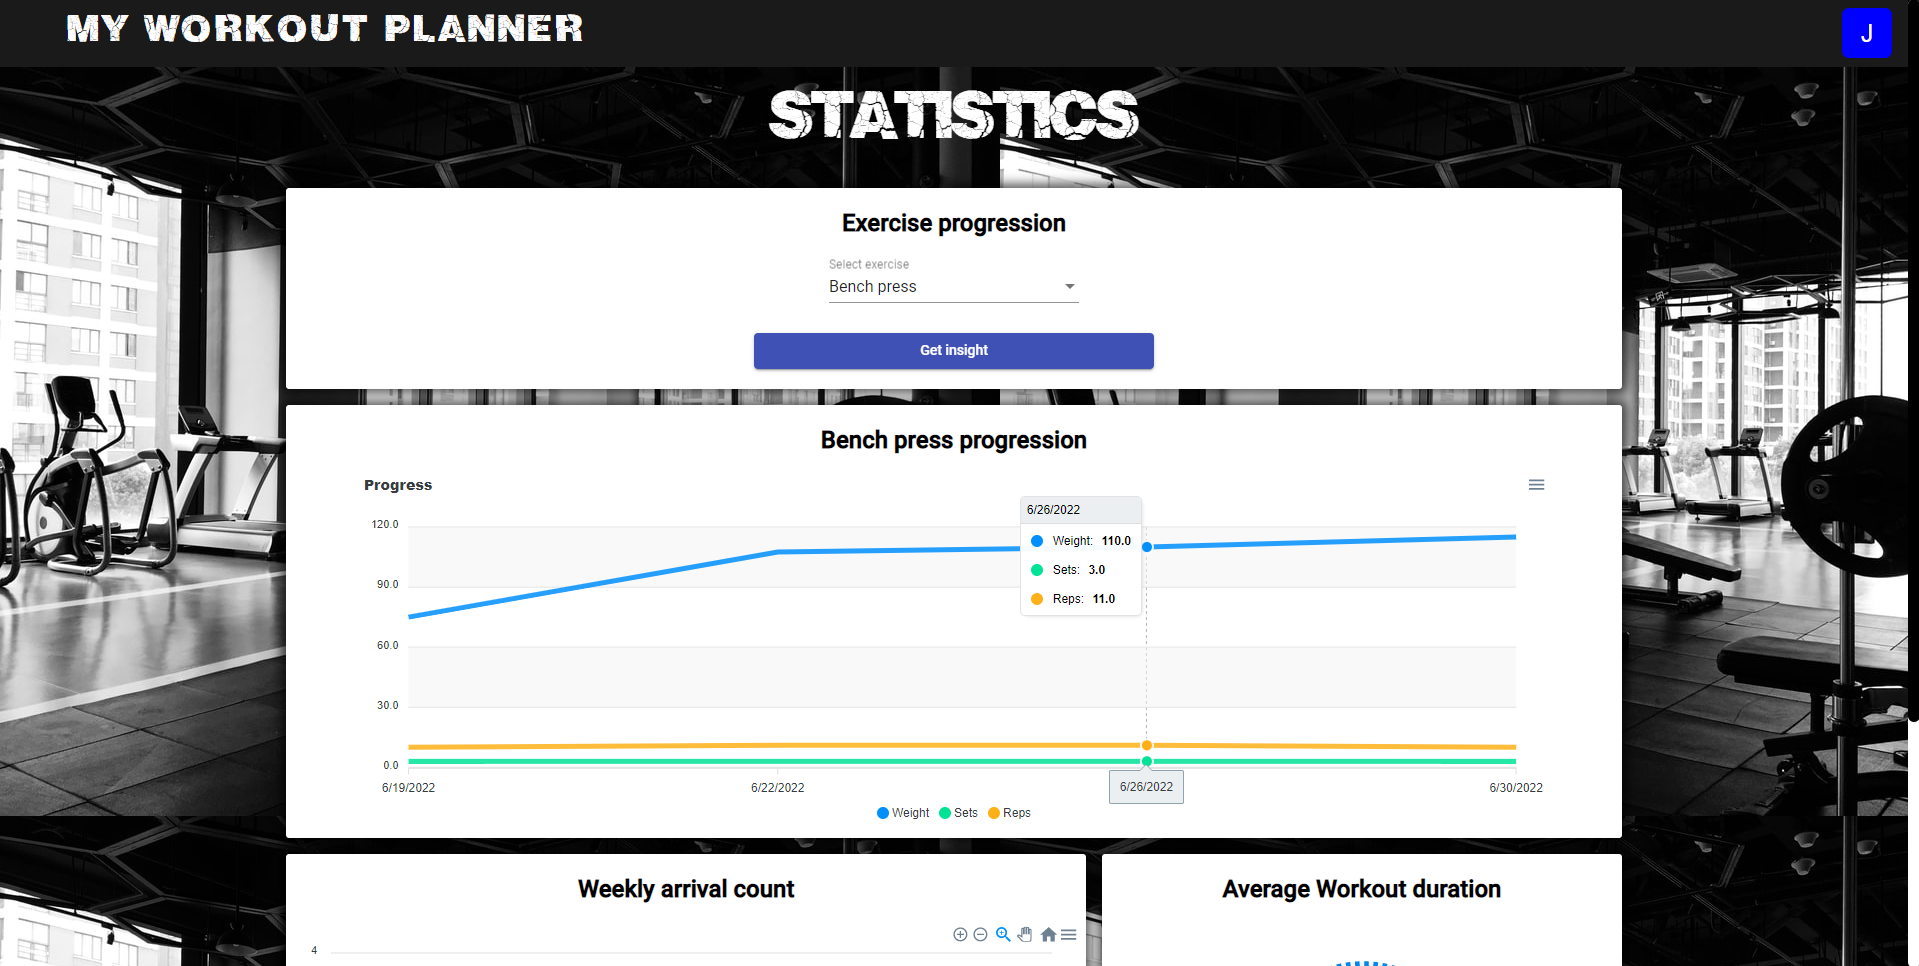 MY WORKOUT PLANNER
J
STATISTICS
Exercise progression
Select exercise
Bench press
Get insight
Bench press progression
Progress
6/26/2022
Weight: 110.0
Sets: 3.0
Reps: 11.0
120.0
90.0
60.0
30.0
0.0
6/19/2022 6/22/2022 6/26/2022 6/30/2022
Weight Sets Reps
Weekly arrival count
4
Average Workout duration